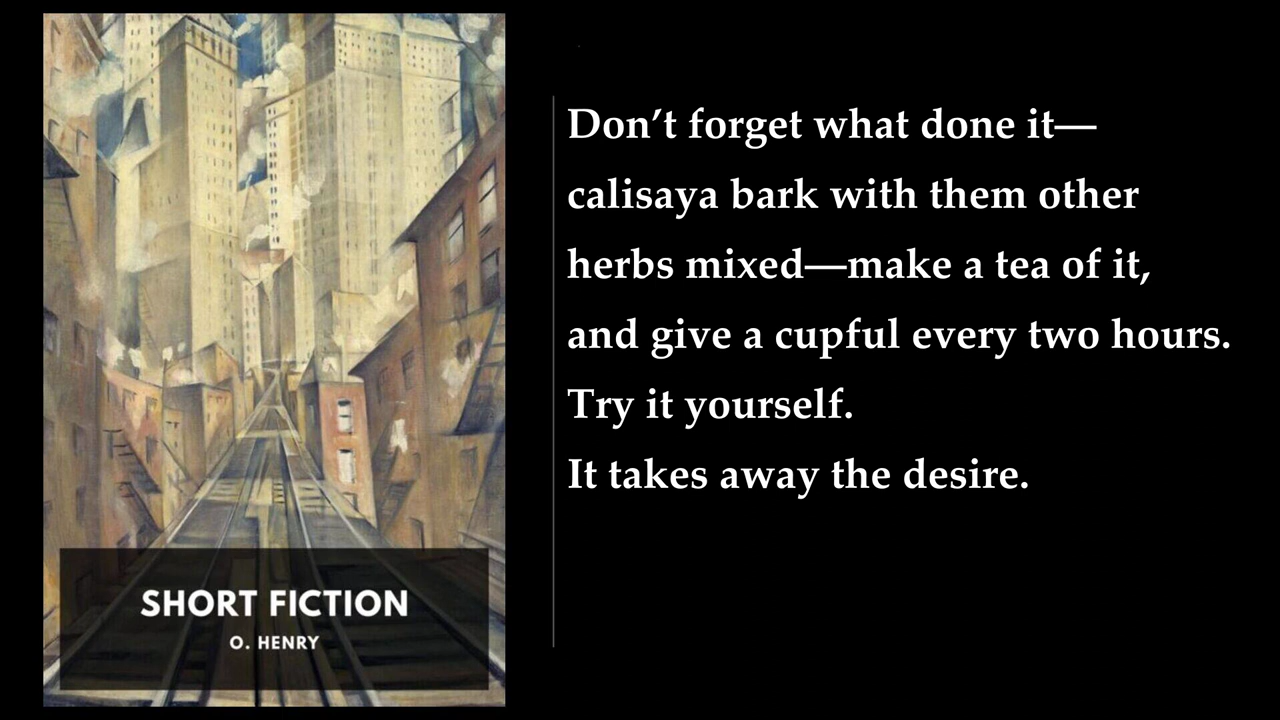 Don’t forget what done it—
calisaya bark with them other
herbs mixed—make a tea of it,
and give a cupful every two hours.
Try it yourself.
It takes away the desire.
SHORT FICTION
O. HENRY